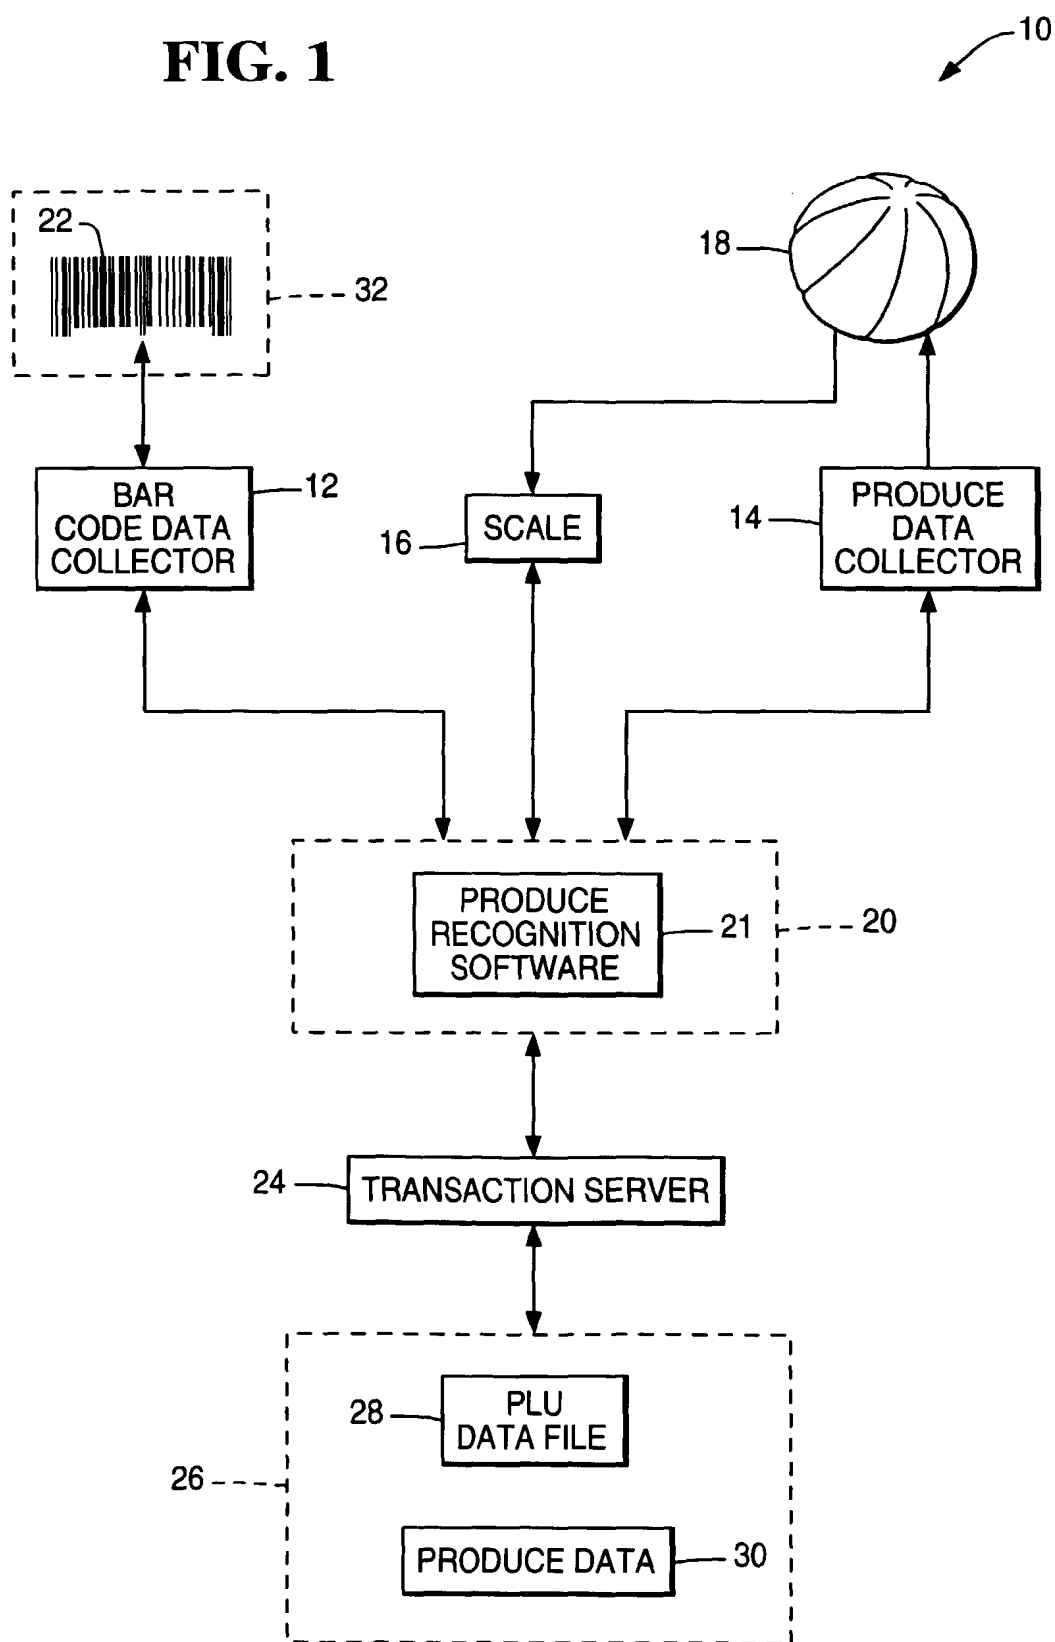 FIG. 1
10
22
32
18
BAR
CODE DATA
COLLECTOR
12
16
SCALE
14
PRODUCE
DATA
COLLECTOR
PRODUCE
RECOGNITION
SOFTWARE
21
20
24
TRANSACTION SERVER
28
PLU
DATA FILE
26
PRODUCE DATA
30